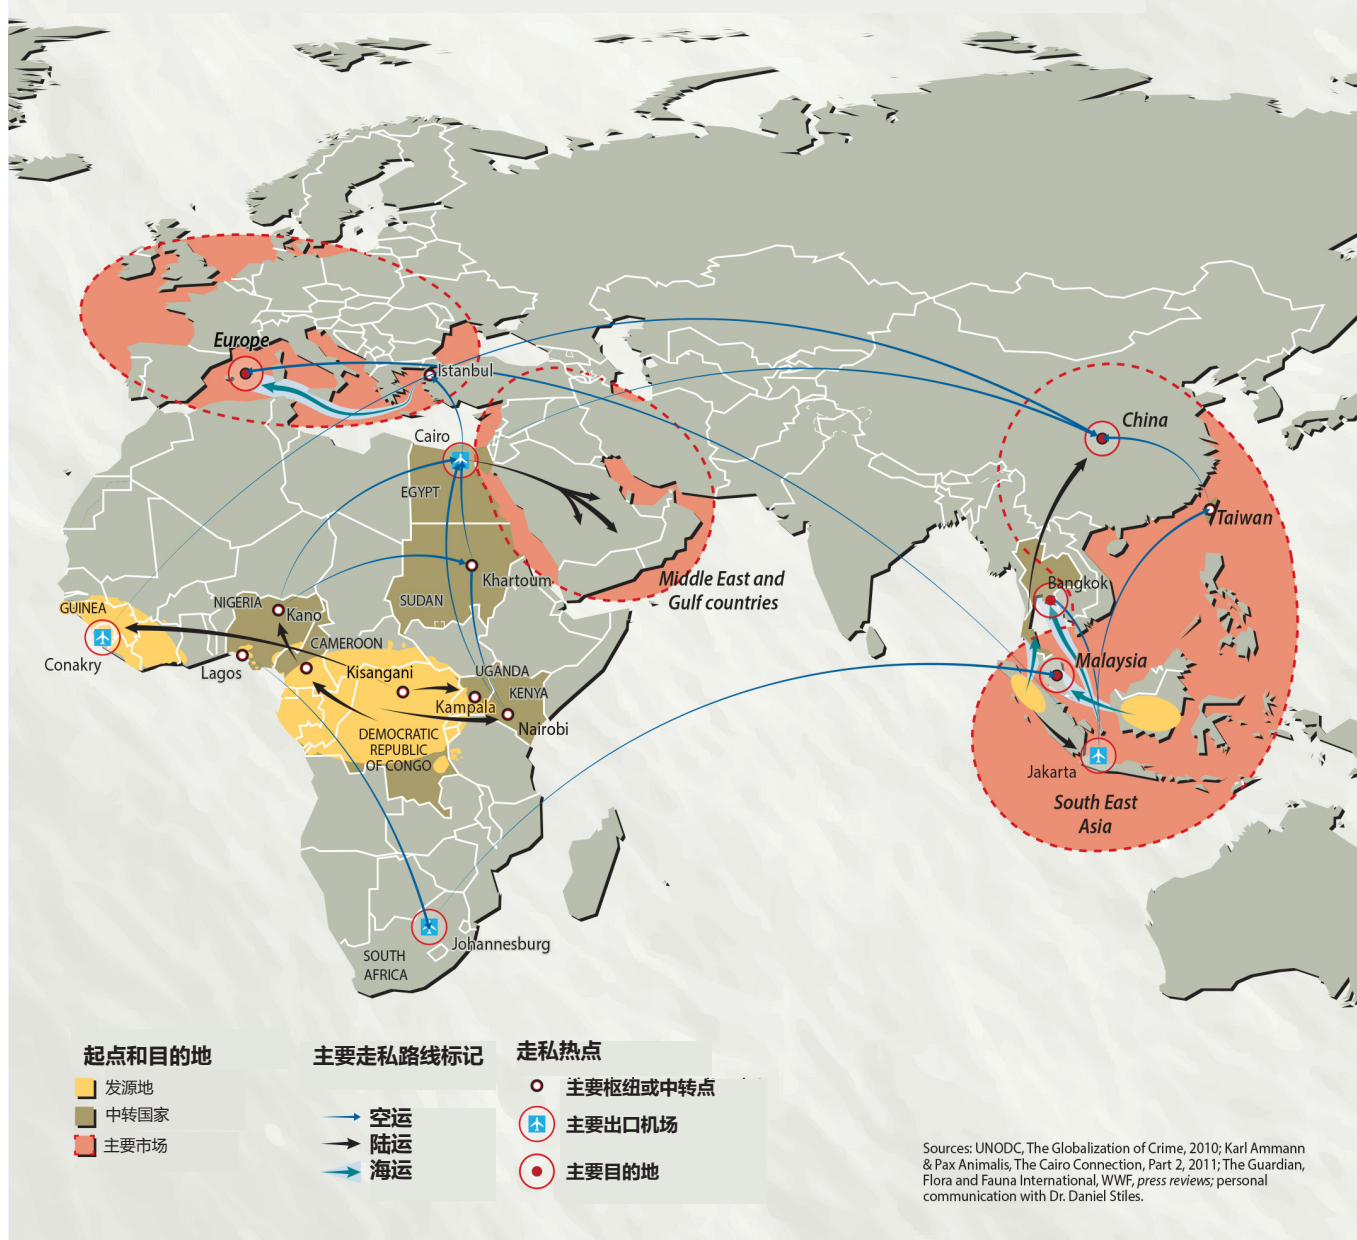 Europe
Istanbul
China
Cairo
EGYPT
Taiwan
Khartoum
Middle East and
Gulf countries
Bangkok
GUINEA
NIGERIA
Kano
SUDAN
CAMEROON
Conakry
Lagos
Kisangani
UGANDA
Malaysia
KENYA
Kampala
Nairobi
DEMOCRATIC
REPUBLIC
OF CONGO
Jakarta
South East
Asia
Johannesburg
SOUTH
AFRICA
起点和目的地
发源地
中转国家
主要市场
主要走私路线标记
空运
陆运
海运
走私热点
主要枢纽或中转点
主要出口机场
主要目的地
Sources: UNODC, The Globalization of Crime, 2010; Karl Ammann
& Pax Animalis, The Cairo Connection, Part 2, 2011; The Guardian,
Flora and Fauna International, WWF, press reviews; personal
communication with Dr. Daniel Stiles.